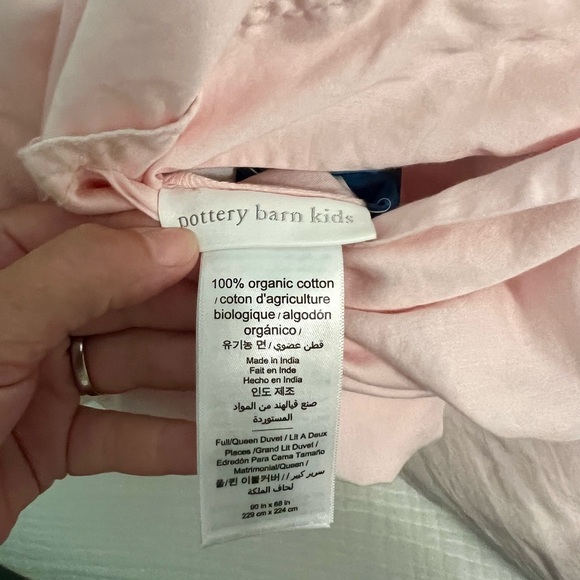 pottery barn kids
100% organic cotton
/ coton d'agriculture
biologique / algodón
orgánico /
유기농 면 / قطن عضوي /
Made in India
Fait en Inde
Hecho en India
인도 제조
صنع فيالهند من المواد
المستوردة
Full/Queen Duvet / Lit A Deux
Places /Grand Lit Duvet /
Edredón Para Cama Tamaño
Matrimonial/Queen /
풀/퀸 이불커버 / سرير كبير//
لحاف الملكة
90 in x 88 in
229 cm x 224 cm